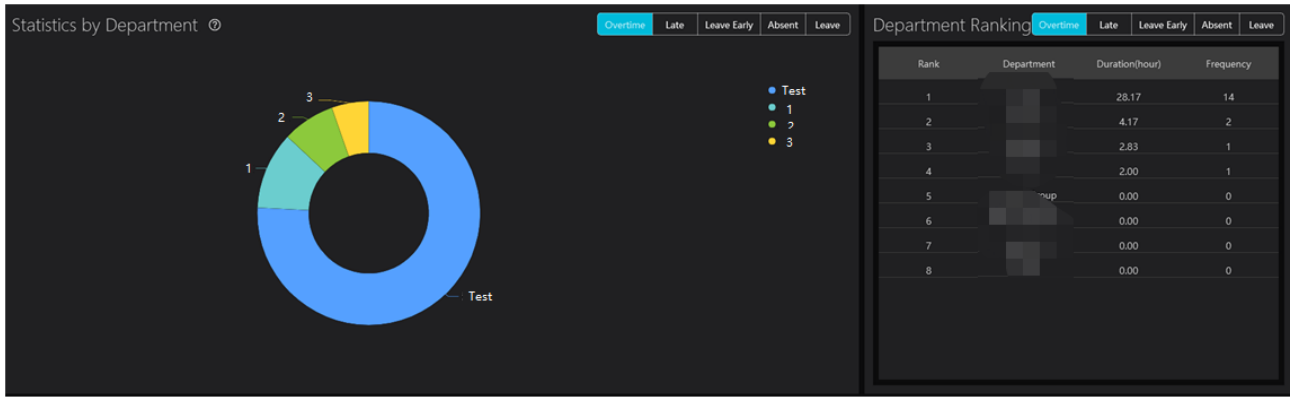 Statistics by Department
Overtime Late Leave Early Absent Leave
3
2
1
Test
Test
1
2
3
Department Ranking Overtime Late Leave Early Absent Leave
Rank Department Duration(hour) Frequency
1 28.17 14
2 4.17 2
3 2.83 1
4 2.00 1
5 0.00 0
6 0.00 0
7 0.00 0
8 0.00 0